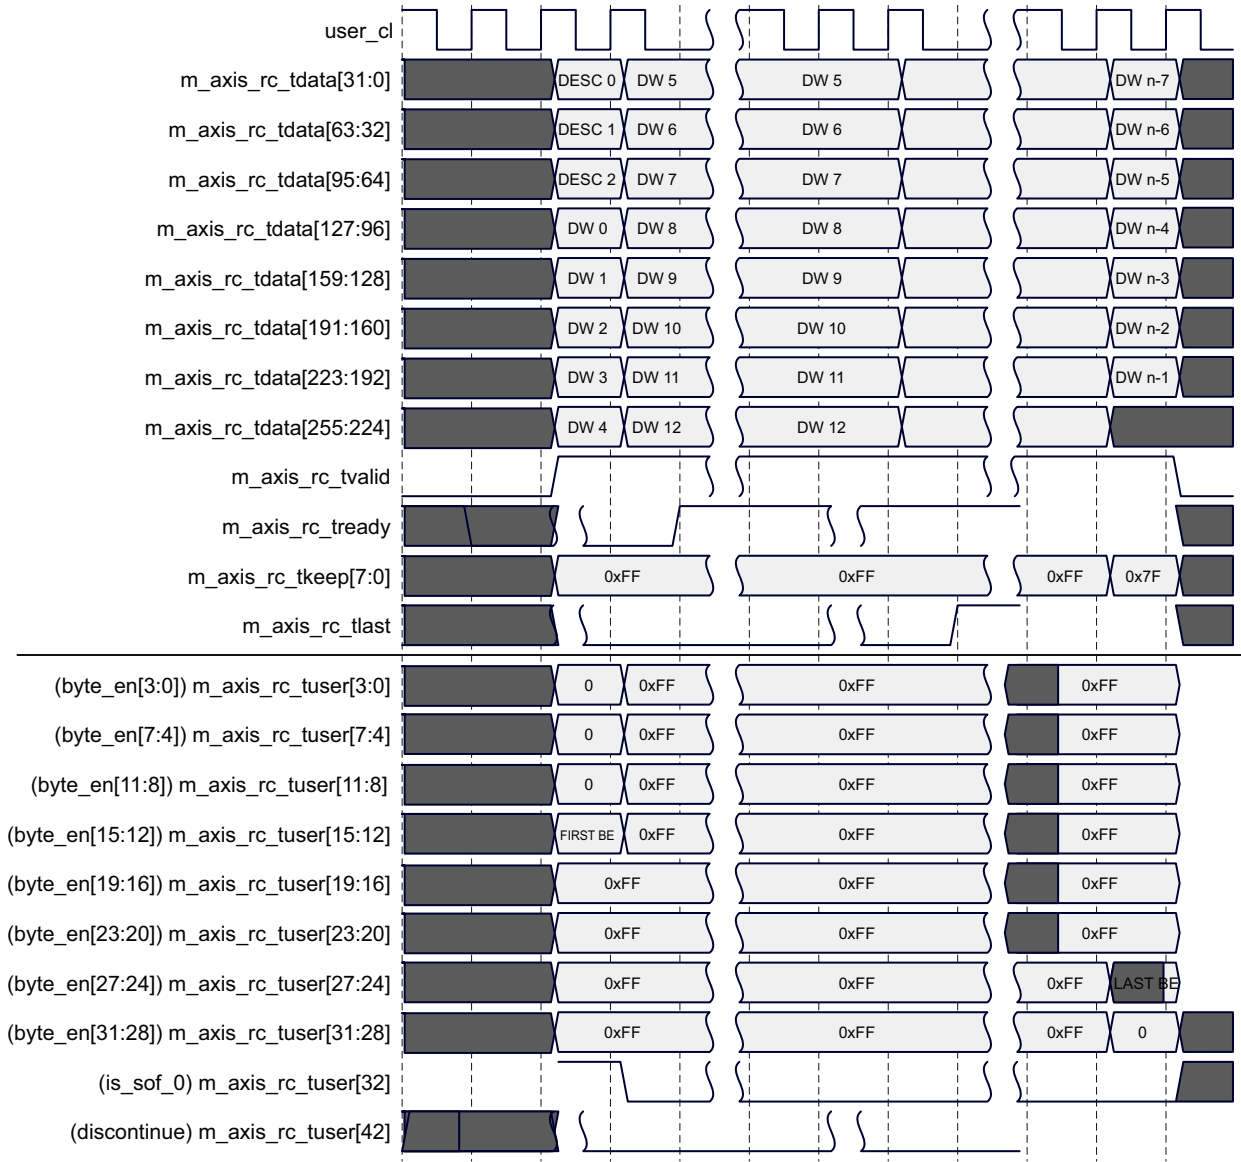 user_cl
m_axis_rc_tdata[31:0] DESC 0 DW 5 DW 5 DW n-7
m_axis_rc_tdata[63:32] DESC 1 DW 6 DW 6 DW n-6
m_axis_rc_tdata[95:64] DESC 2 DW 7 DW 7 DW n-5
m_axis_rc_tdata[127:96] DW 0 DW 8 DW 8 DW n-4
m_axis_rc_tdata[159:128] DW 1 DW 9 DW 9 DW n-3
m_axis_rc_tdata[191:160] DW 2 DW 10 DW 10 DW n-2
m_axis_rc_tdata[223:192] DW 3 DW 11 DW 11 DW n-1
m_axis_rc_tdata[255:224] DW 4 DW 12 DW 12
m_axis_rc_tvalid
m_axis_rc_tready
m_axis_rc_tkeep[7:0] 0xFF 0xFF 0xFF 0x7F
m_axis_rc_tlast
(byte_en[3:0]) m_axis_rc_tuser[3:0] 0 0xFF 0xFF 0xFF
(byte_en[7:4]) m_axis_rc_tuser[7:4] 0 0xFF 0xFF 0xFF
(byte_en[11:8]) m_axis_rc_tuser[11:8] 0 0xFF 0xFF 0xFF
(byte_en[15:12]) m_axis_rc_tuser[15:12] FIRST BE 0xFF 0xFF 0xFF
(byte_en[19:16]) m_axis_rc_tuser[19:16] 0xFF 0xFF 0xFF
(byte_en[23:20]) m_axis_rc_tuser[23:20] 0xFF 0xFF 0xFF
(byte_en[27:24]) m_axis_rc_tuser[27:24] 0xFF 0xFF 0xFF LAST BE
(byte_en[31:28]) m_axis_rc_tuser[31:28] 0xFF 0xFF 0xFF 0
(is_sof_0) m_axis_rc_tuser[32]
(discontinue) m_axis_rc_tuser[42]